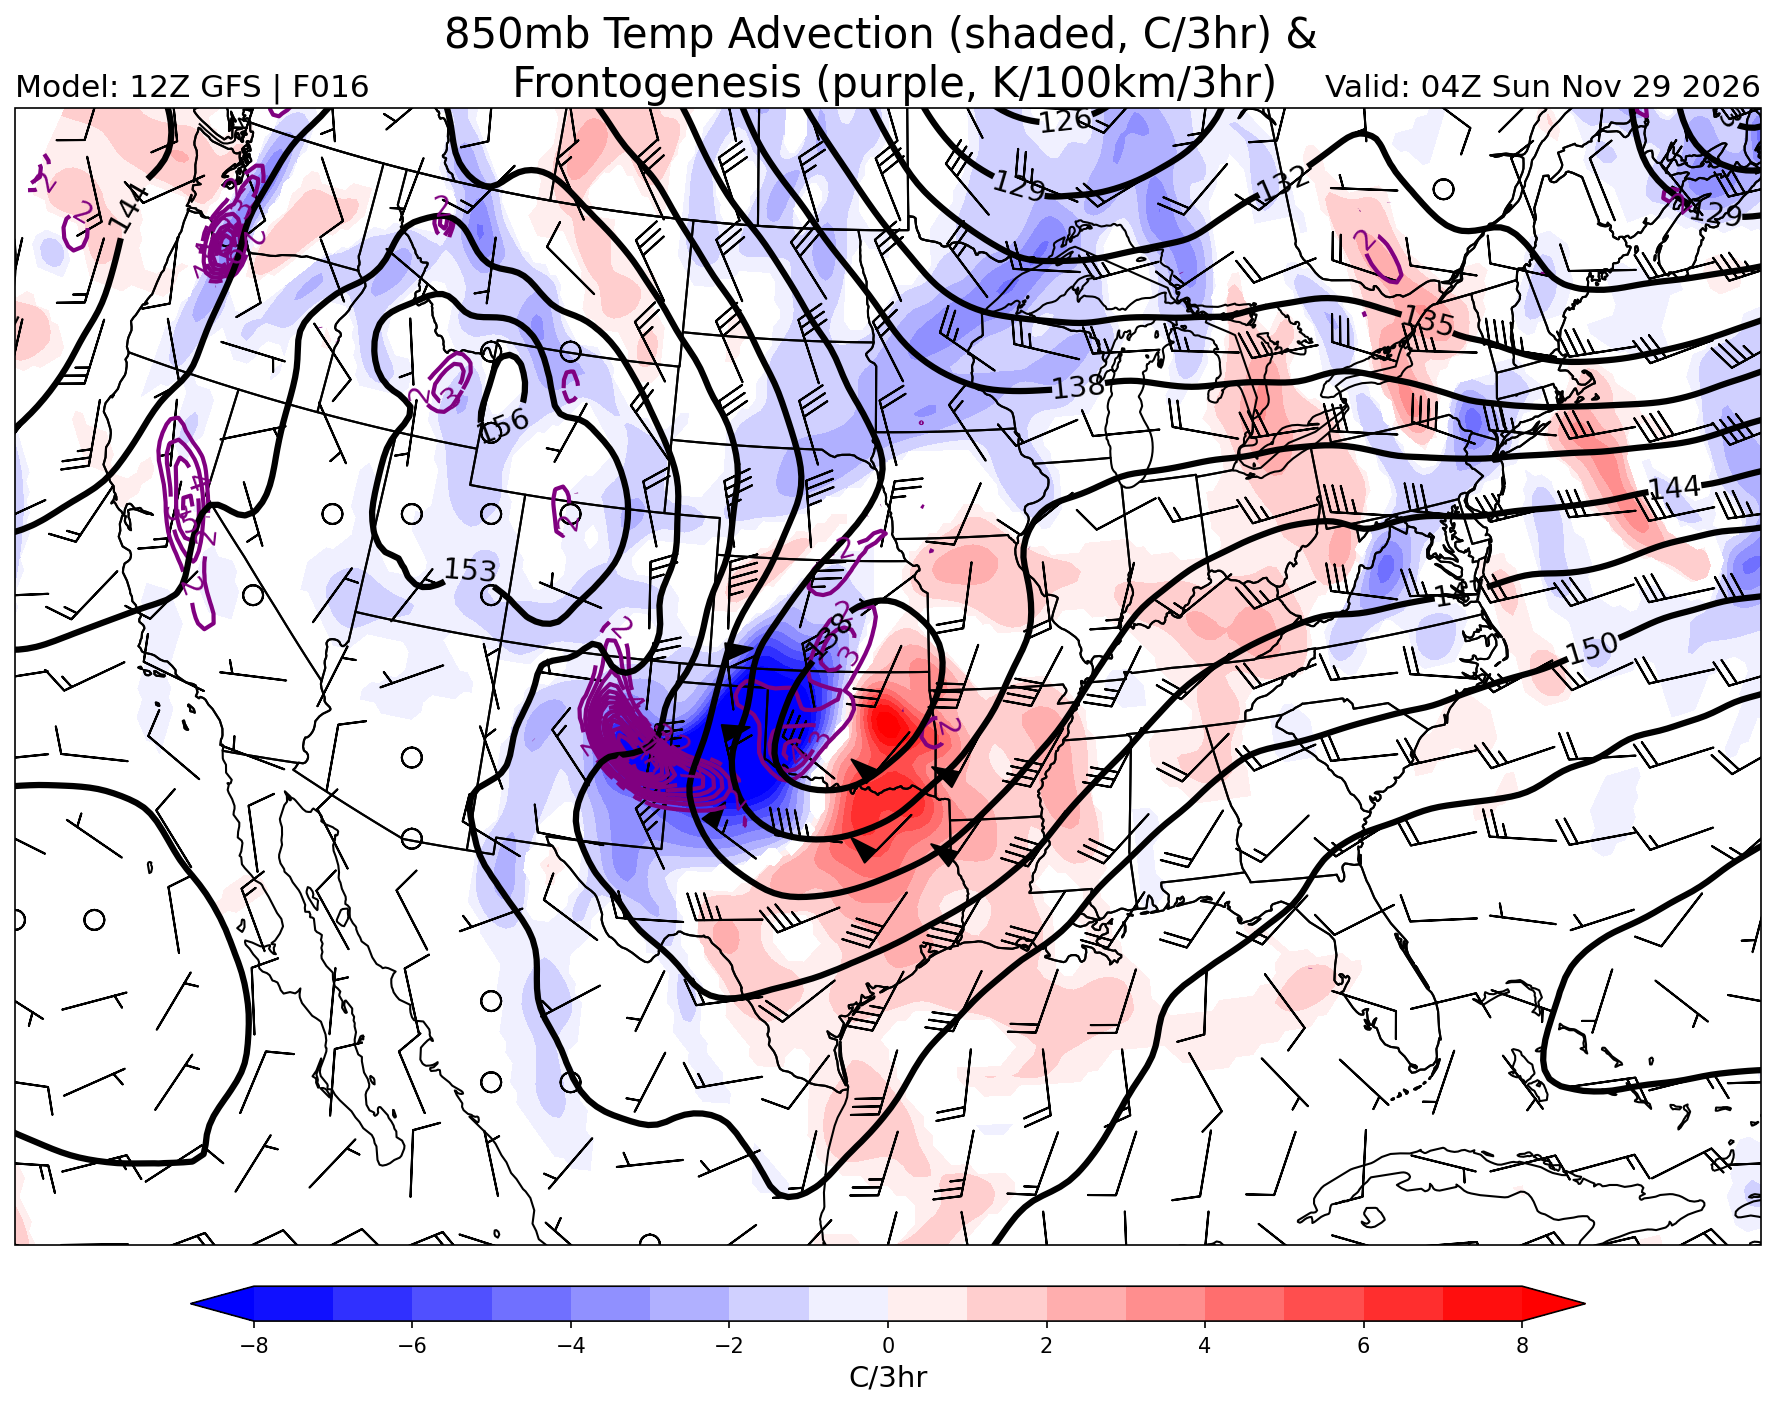 850mb Temp Advection (shaded, C/3hr) &
Frontogenesis (purple, K/100km/3hr)
Model: 12Z GFS | F016
Valid: 04Z Sun Nov 29 2026
126
129
132
144
129
135
138
156
144
153
138
147
150
−8 −6 −4 −2 0 2 4 6 8
C/3hr